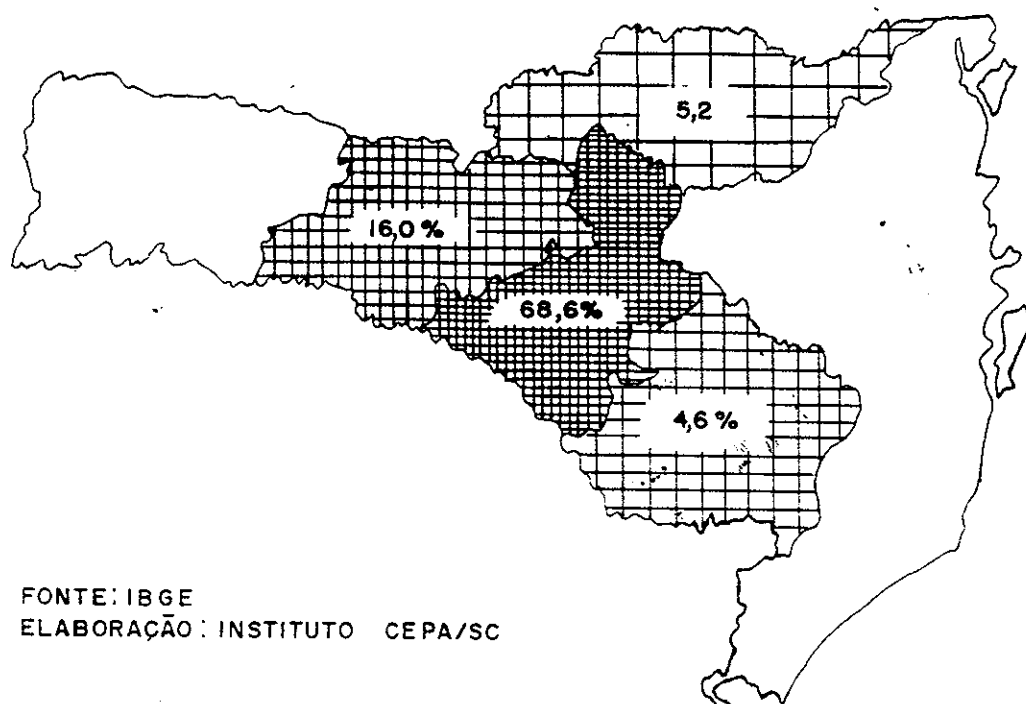 5,2
16,0 %
68,6%
4,6 %
FONTE: IBGE
ELABORAÇÃO: INSTITUTO CEPA/SC